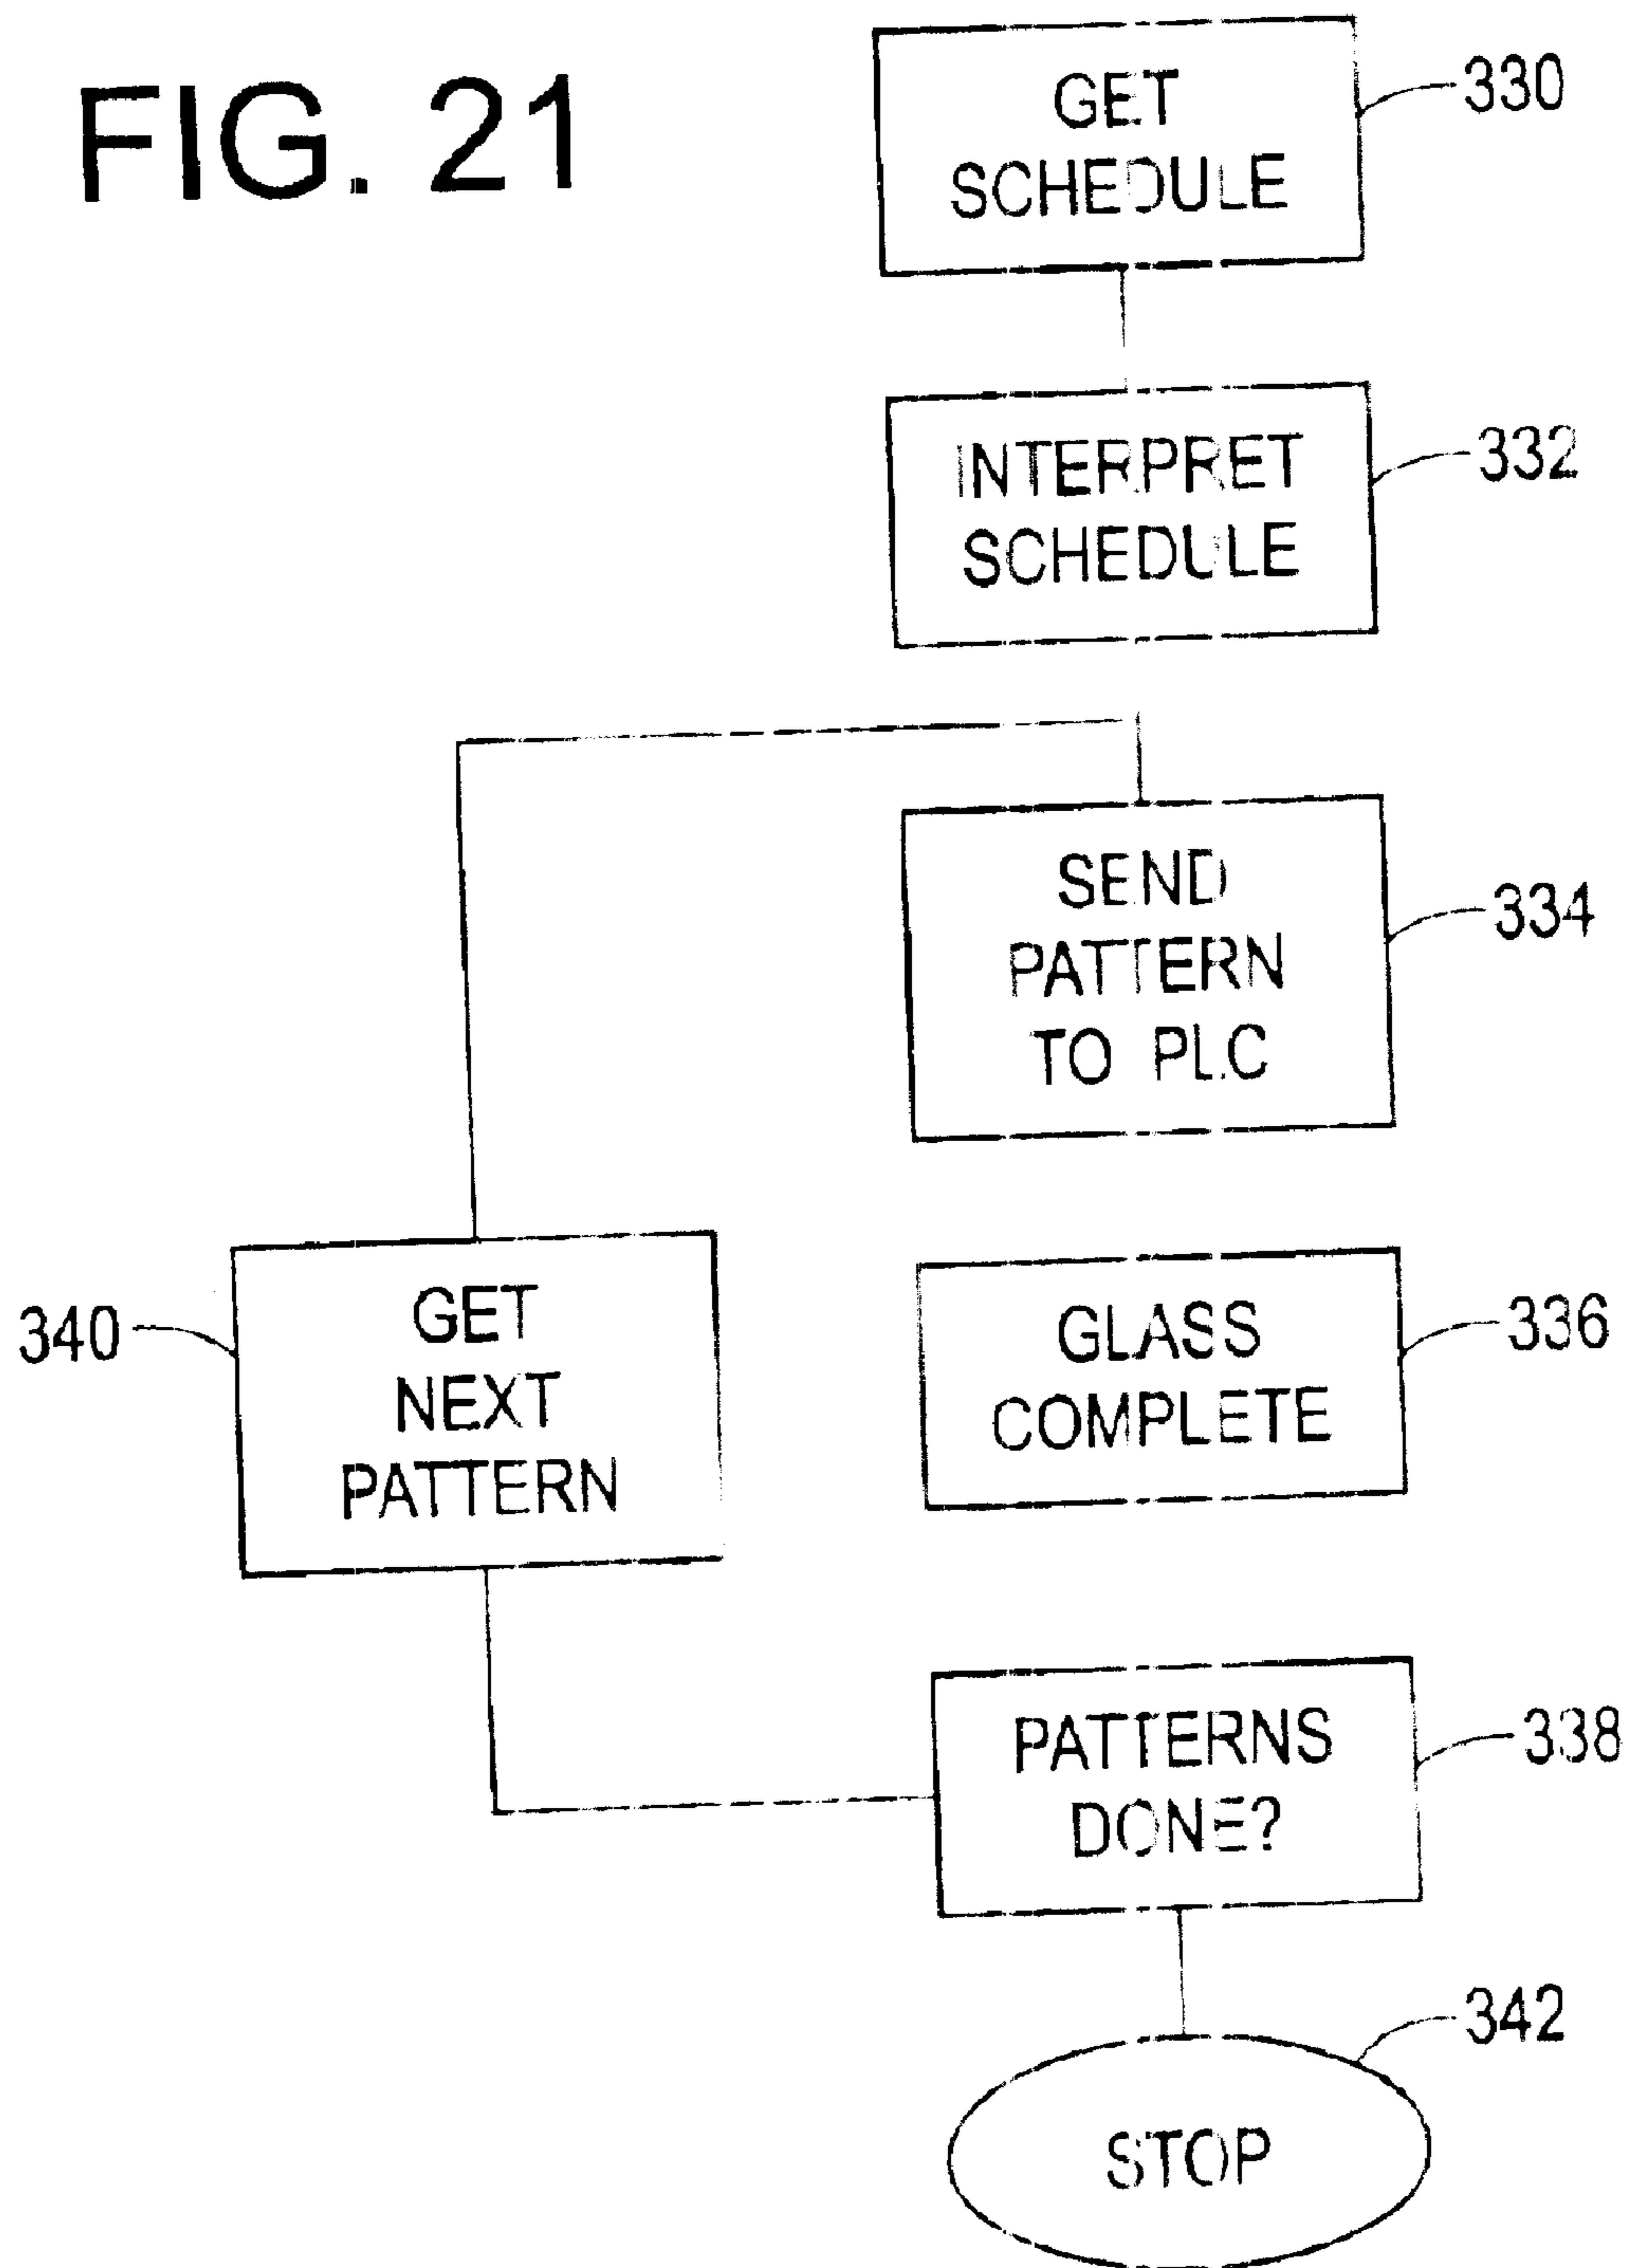 FIG. 21
GET
SCHEDULE
330
INTERPRET
SCHEDULE
332
SEND
PATTERN
TO PLC
334
GLASS
COMPLETE
336
340
GET
NEXT
PATTERN
PATTERNS
DONE?
338
342
STOP